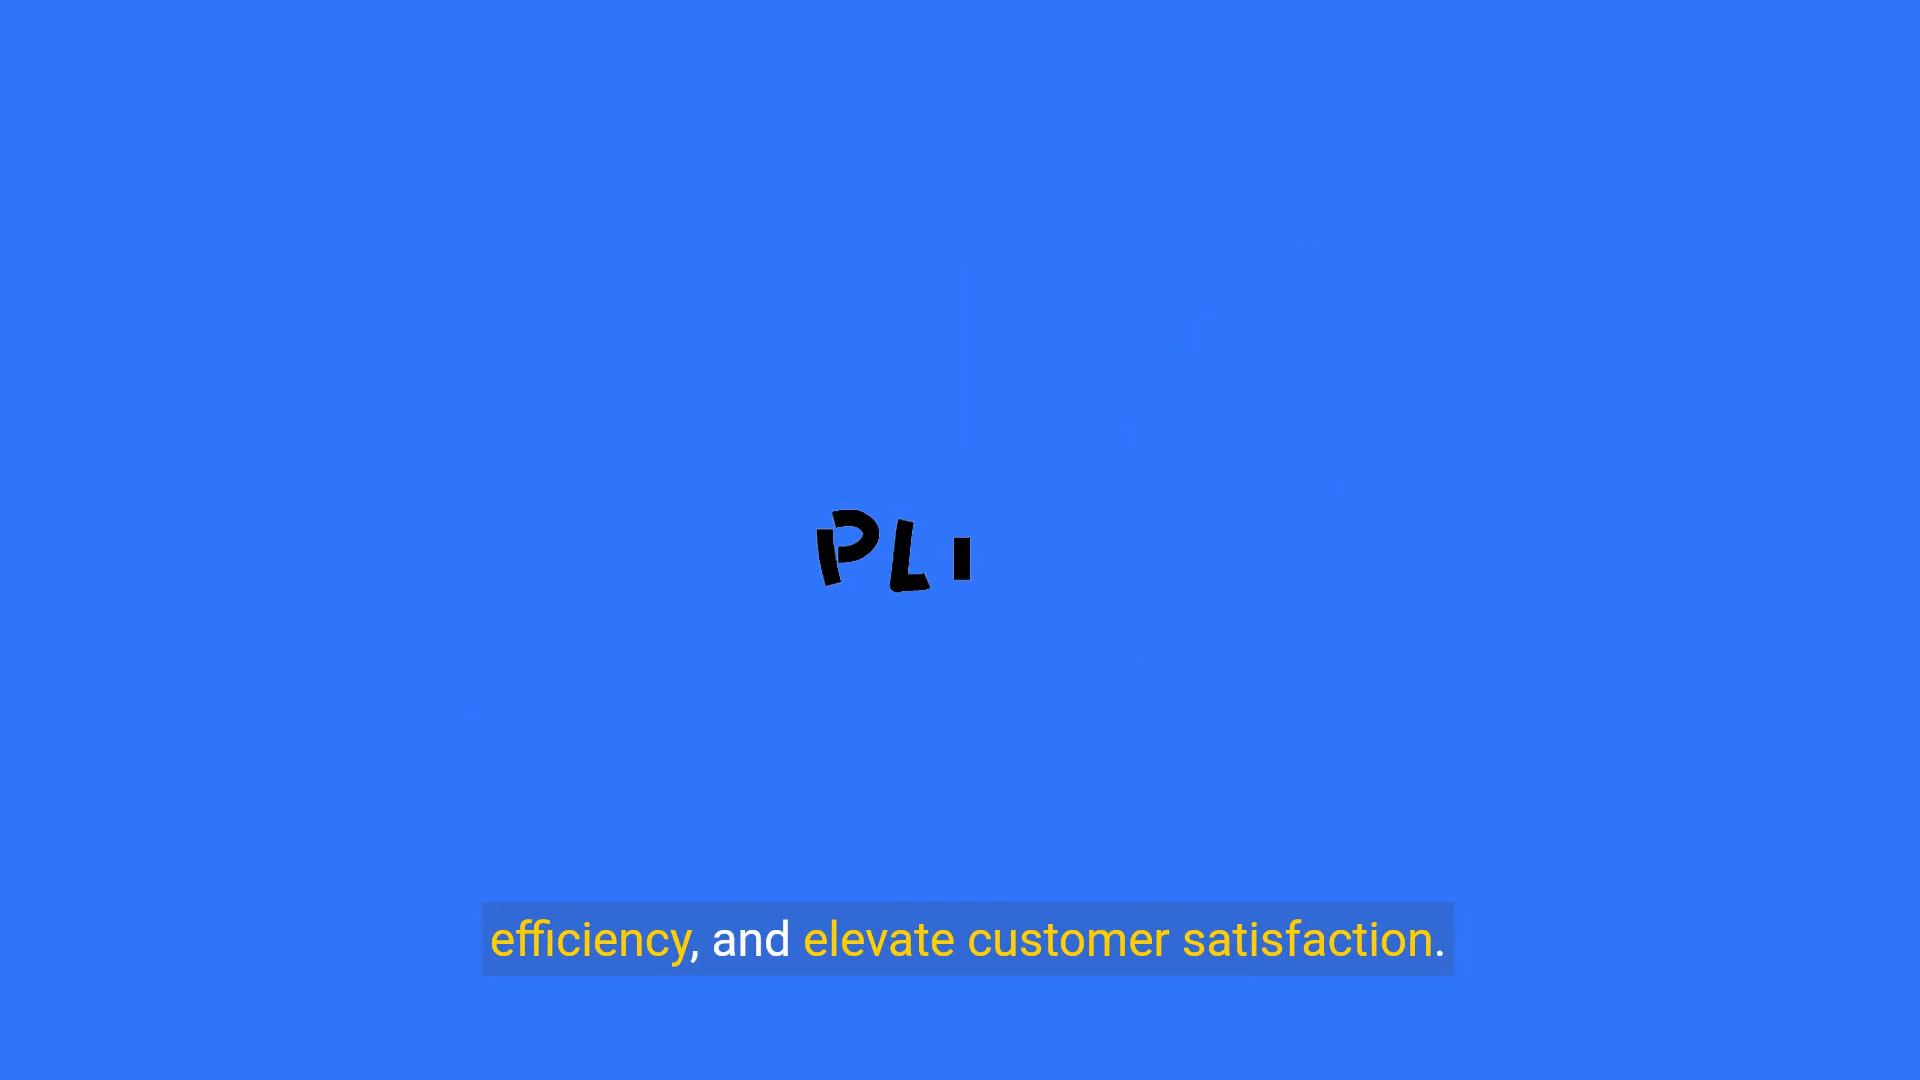 PLI
efficiency, and elevate customer satisfaction.